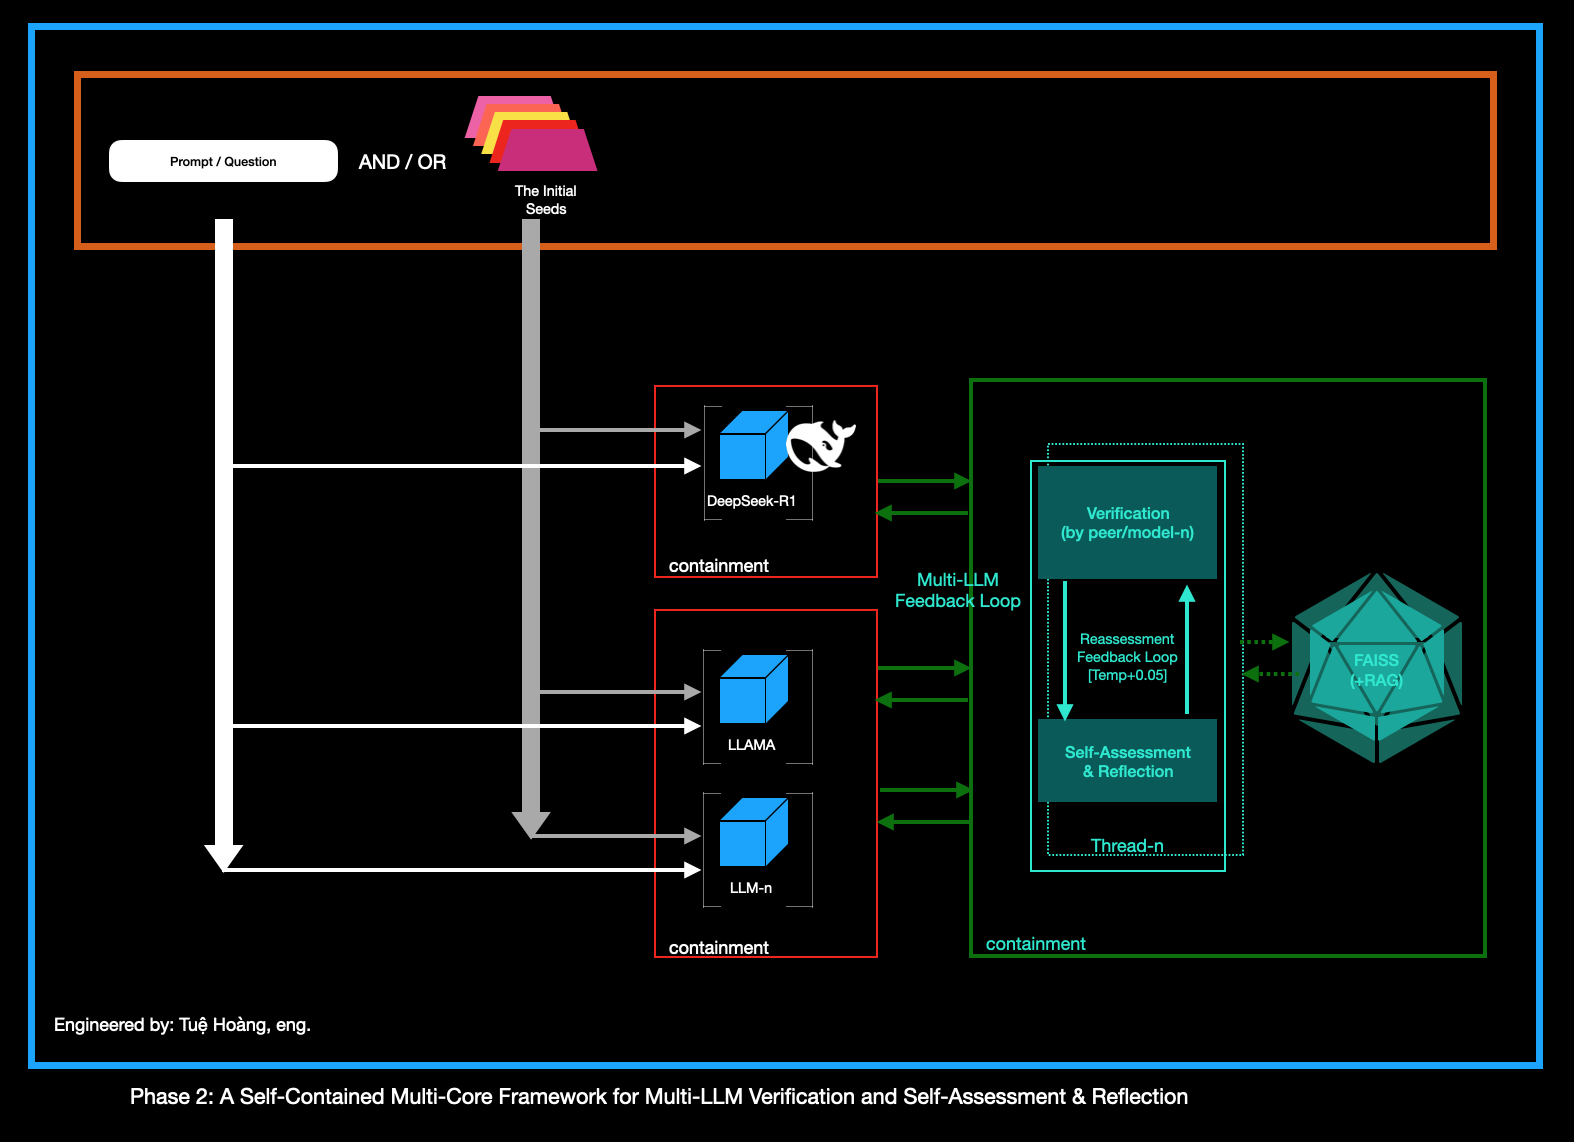 Prompt / Question
AND / OR
The Initial
Seeds
DeepSeek-R1
containment
Multi-LLM
Feedback Loop
LLAMA
LLM-n
containment
Verification
(by peer/model-n)
Reassessment
Feedback Loop
[Temp+0.05]
Self-Assessment
& Reflection
Thread-n
FAISS
(+RAG)
containment
Engineered by: Tuệ Hoàng, eng.
Phase 2: A Self-Contained Multi-Core Framework for Multi-LLM Verification and Self-Assessment & Reflection